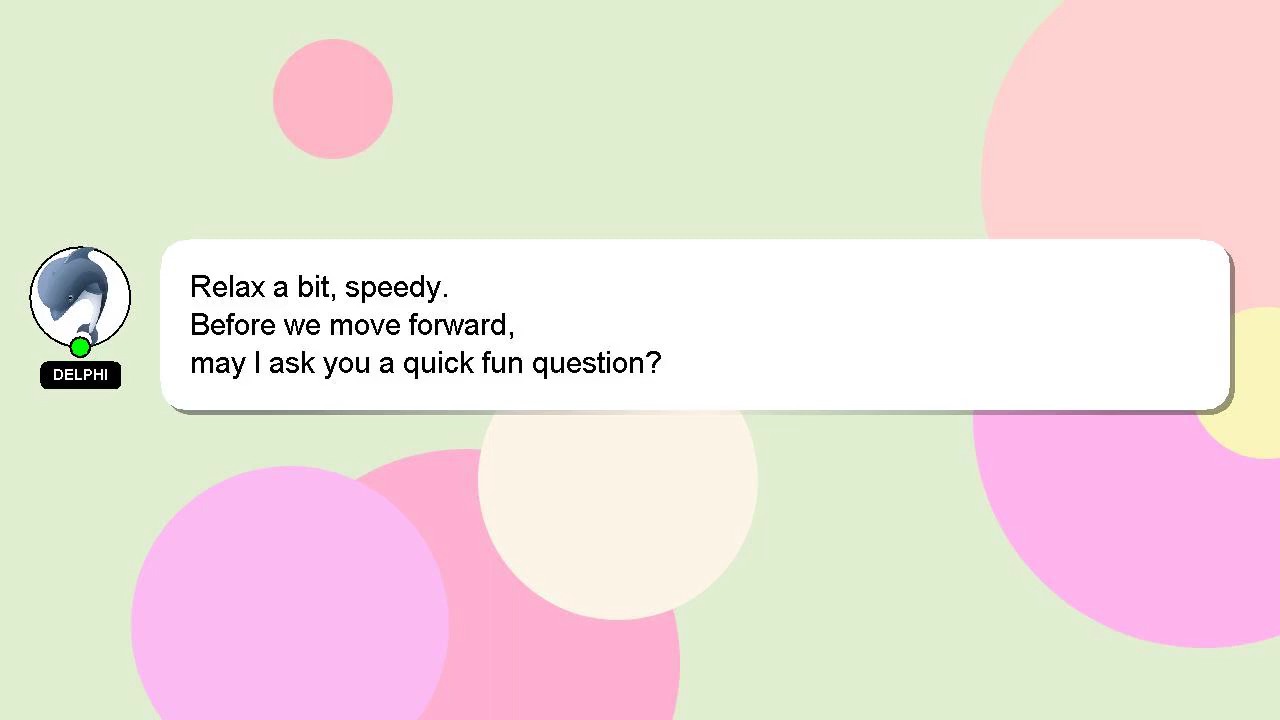 Relax a bit, speedy.
Before we move forward,
may I ask you a quick fun question?
DELPHI